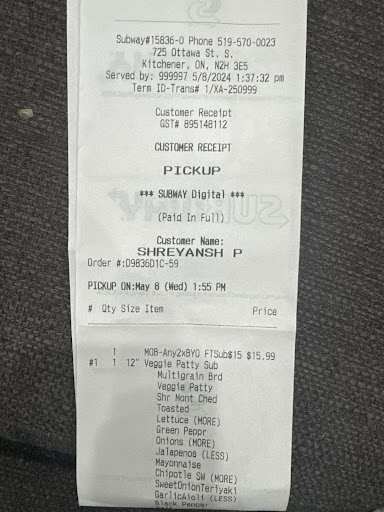 Subway#15836-0 Phone 519-570-0023
725 Ottawa St. S.
Kitchener, ON, N2H 3E5
Served by: 999997 5/8/2024 1:37:32 pm
Term ID-Trans# 1/XA-250999
Customer Receipt
GST# 895148112
CUSTOMER RECEIPT
PICKUP
*** SUBWAY Digital ***
(Paid In Full)
Customer Name:
SHREYANSH P
Order #:D9836D1C-59
PICKUP ON:May 8 (Wed) 1:55 PM
# Qty Size Item Price
1 MOB-Any2xBYO FTSub$15 $15.99
#1 1 12" Veggie Patty Sub
Multigrain Brd
Veggie Patty
Shr Mont Ched
Toasted
Lettuce (MORE)
Green Peppr
Onions (MORE)
Jalapenos (LESS)
Mayonnaise
Chipotle SW (MORE)
SweetOnionTeriyaki
GarlicAioli (LESS)
Black Pepper